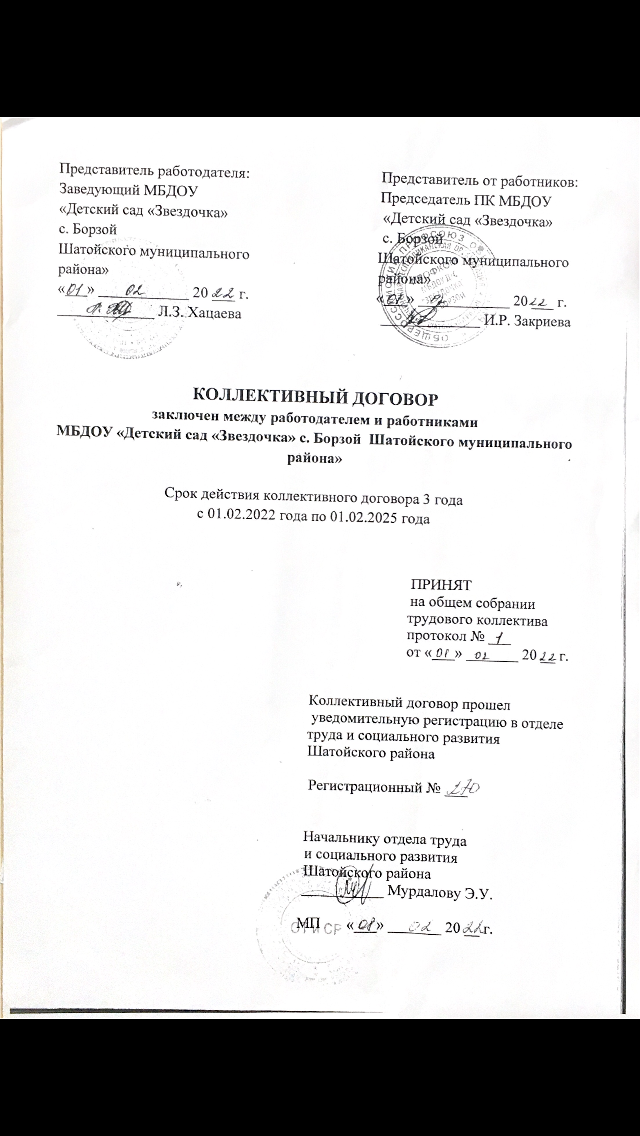 Представитель работодателя:
Заведующий МБДОУ
«Детский сад «Звездочка»
с. Борзой
Шатойского муниципального
района»
«01» 02 2022 г.
Л.З. Хацаева
Представитель от работников:
Председатель ПК МБДОУ
«Детский сад «Звездочка»
с. Борзой
Шатойского муниципального
района»
«01» 02 2022 г.
И.Р. Закриева
КОЛЛЕКТИВНЫЙ ДОГОВОР
заключен между работодателем и работниками
МБДОУ «Детский сад «Звездочка» с. Борзой Шатойского муниципального
района»
Срок действия коллективного договора 3 года
с 01.02.2022 года по 01.02.2025 года
ПРИНЯТ
на общем собрании
трудового коллектива
протокол № 1
от «01» 02 2022 г.
Коллективный договор прошел
уведомительную регистрацию в отделе
труда и социального развития
Шатойского района
Регистрационный № 270
Начальнику отдела труда
и социального развития
Шатойского района
Мурдалову Э.У.
МП «08» 02 2022г.
ОТ и СР